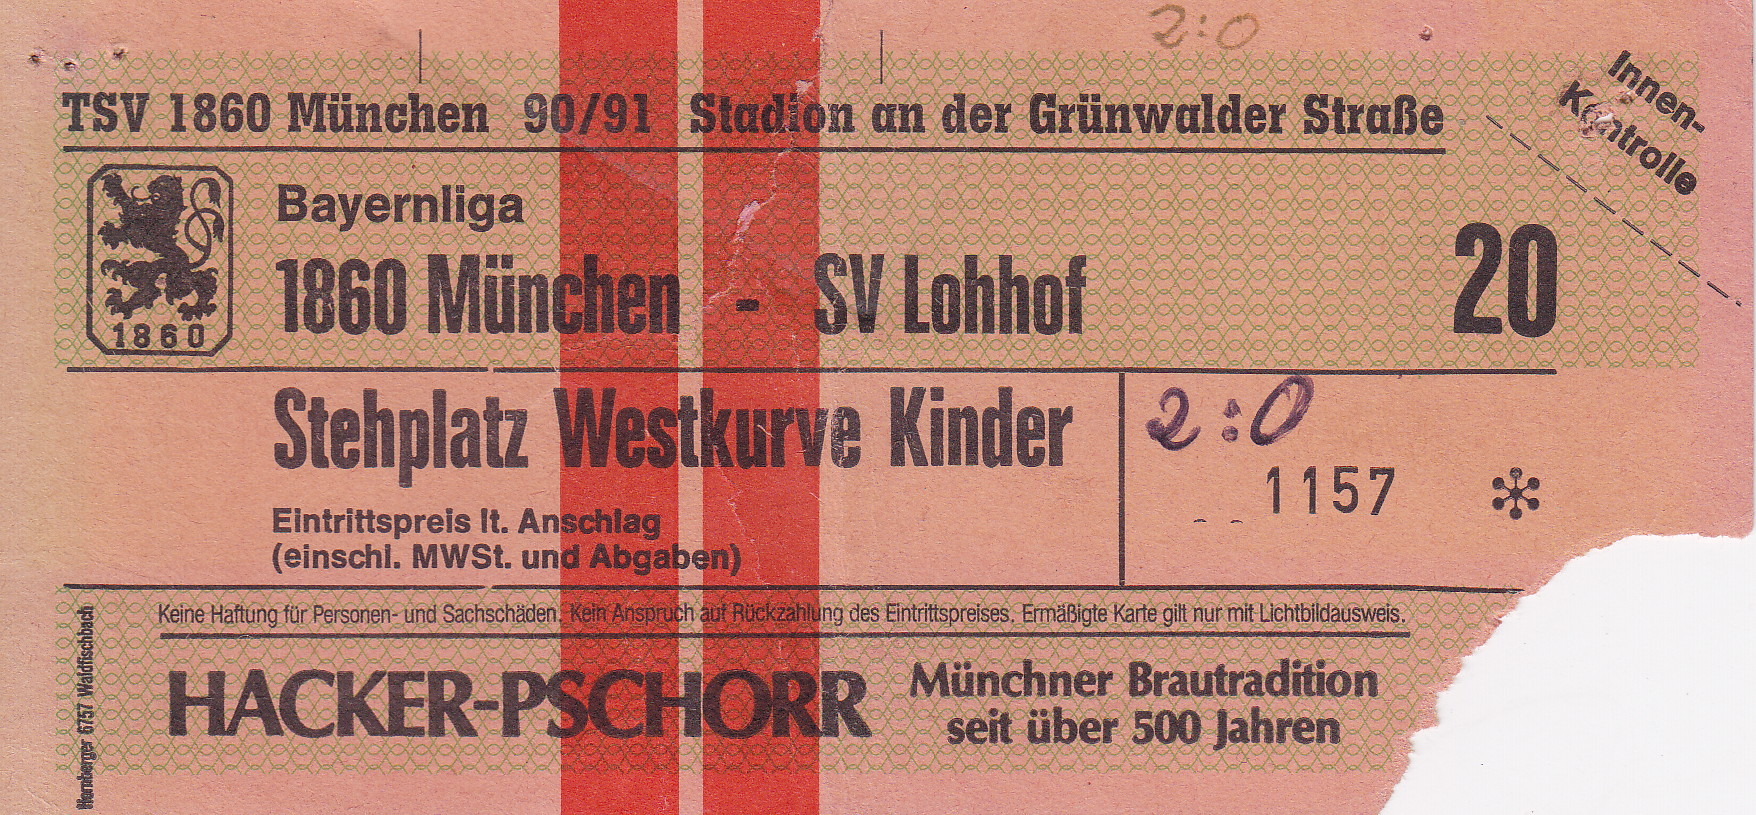 2:0
TSV 1860 München 90/91 Stadion an der Grünwalder Straße
Innen-
Kontrolle
Bayernliga
1860 München - SV Lohhof
20
1860
Stehplatz Westkurve Kinder
2:0
1157
Eintrittspreis lt. Anschlag
(einschl. MWSt. und Abgaben)
Keine Haftung für Personen- und Sachschäden. Kein Anspruch auf Rückzahlung des Eintrittspreises. Ermäßigte Karte gilt nur mit Lichtbildausweis.
HACKER-PSCHORR
Münchner Brautradition
seit über 500 Jahren
Hornberger 6757 Waldfischbach